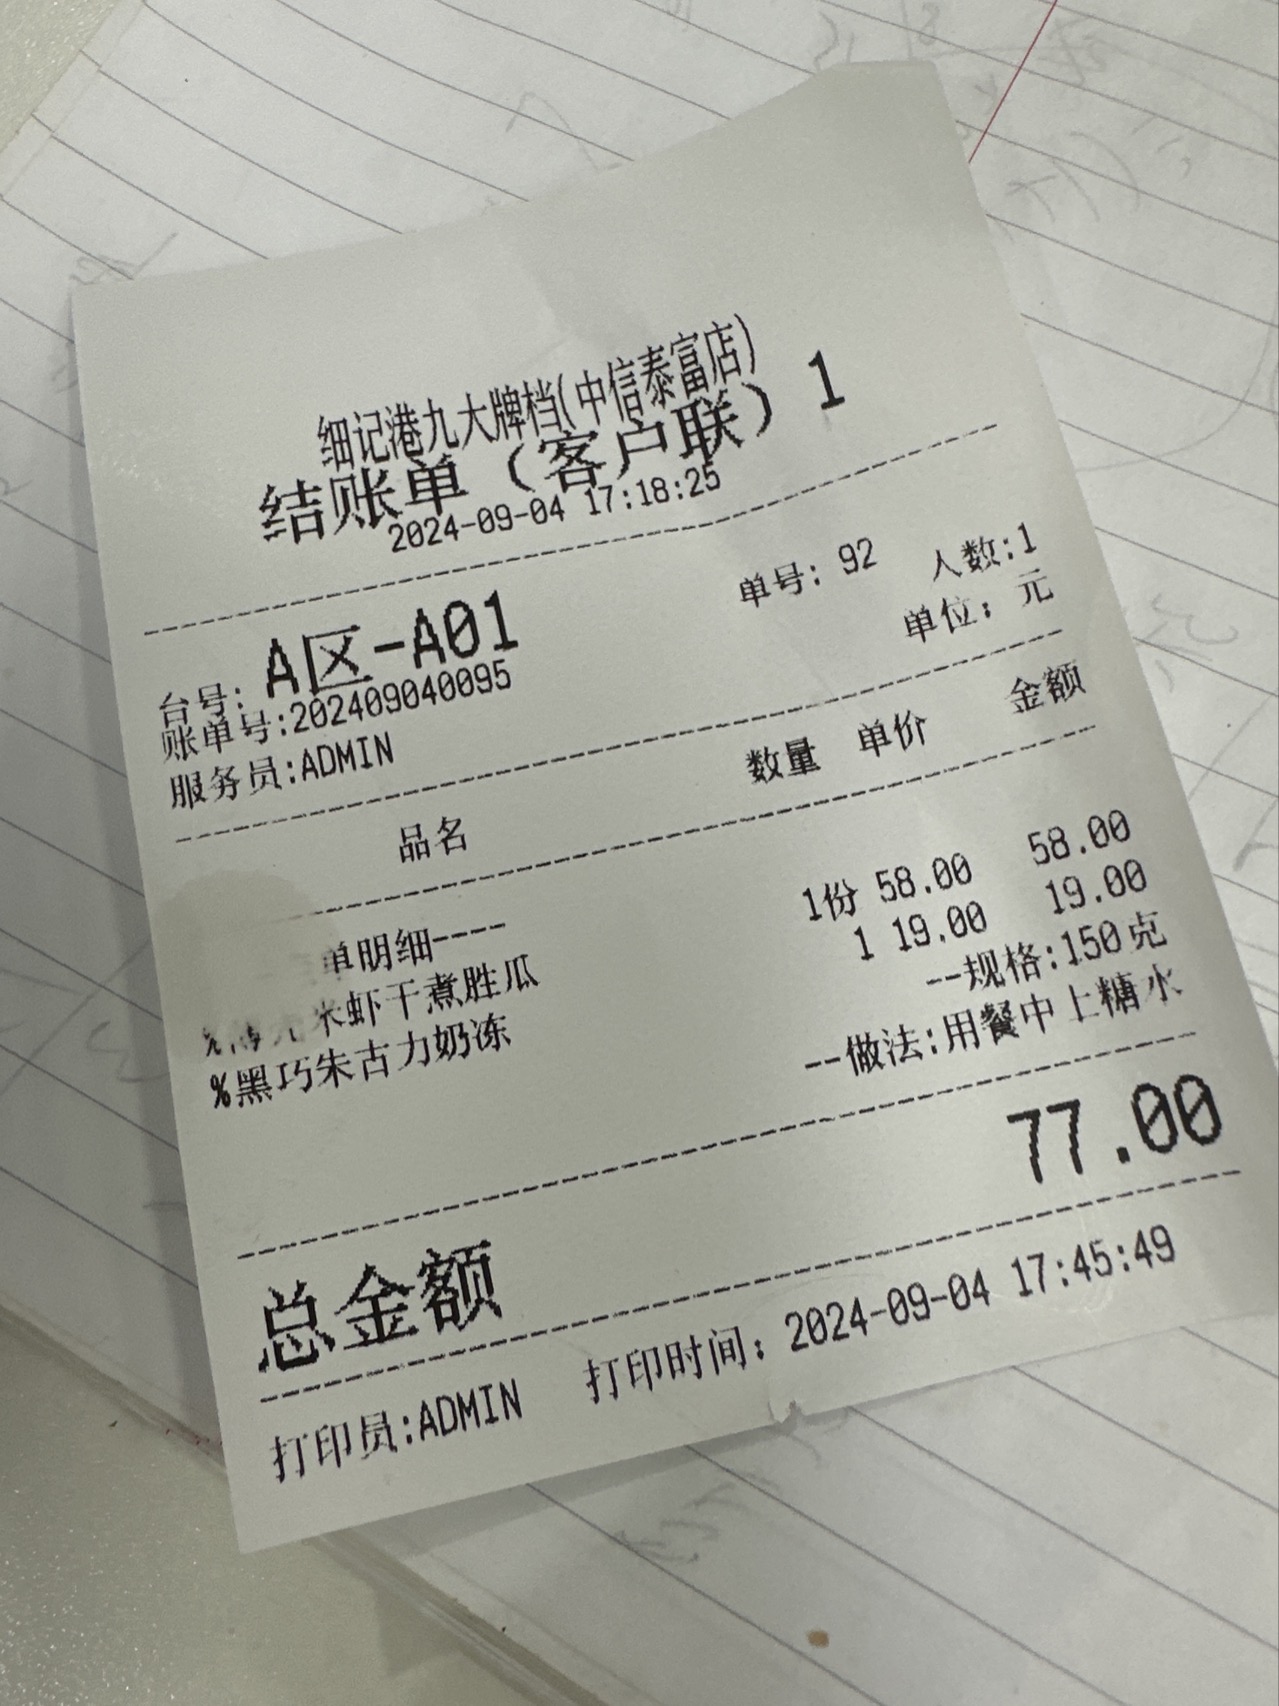 细记港九大牌档(中信泰富店)
结账单（客户联）1
2024-09-04 17:18:25
台号: A区-A01 单号: 92 人数:1
账单号:202409040095 单位: 元
服务员:ADMIN
品名 数量 单价 金额
单明细----
米虾干煮胜瓜 1份 58.00 58.00
%黑巧朱古力奶冻 1 19.00 19.00
--规格:150克
--做法:用餐中上糖水
总金额 77.00
打印员:ADMIN 打印时间: 2024-09-04 17:45:49